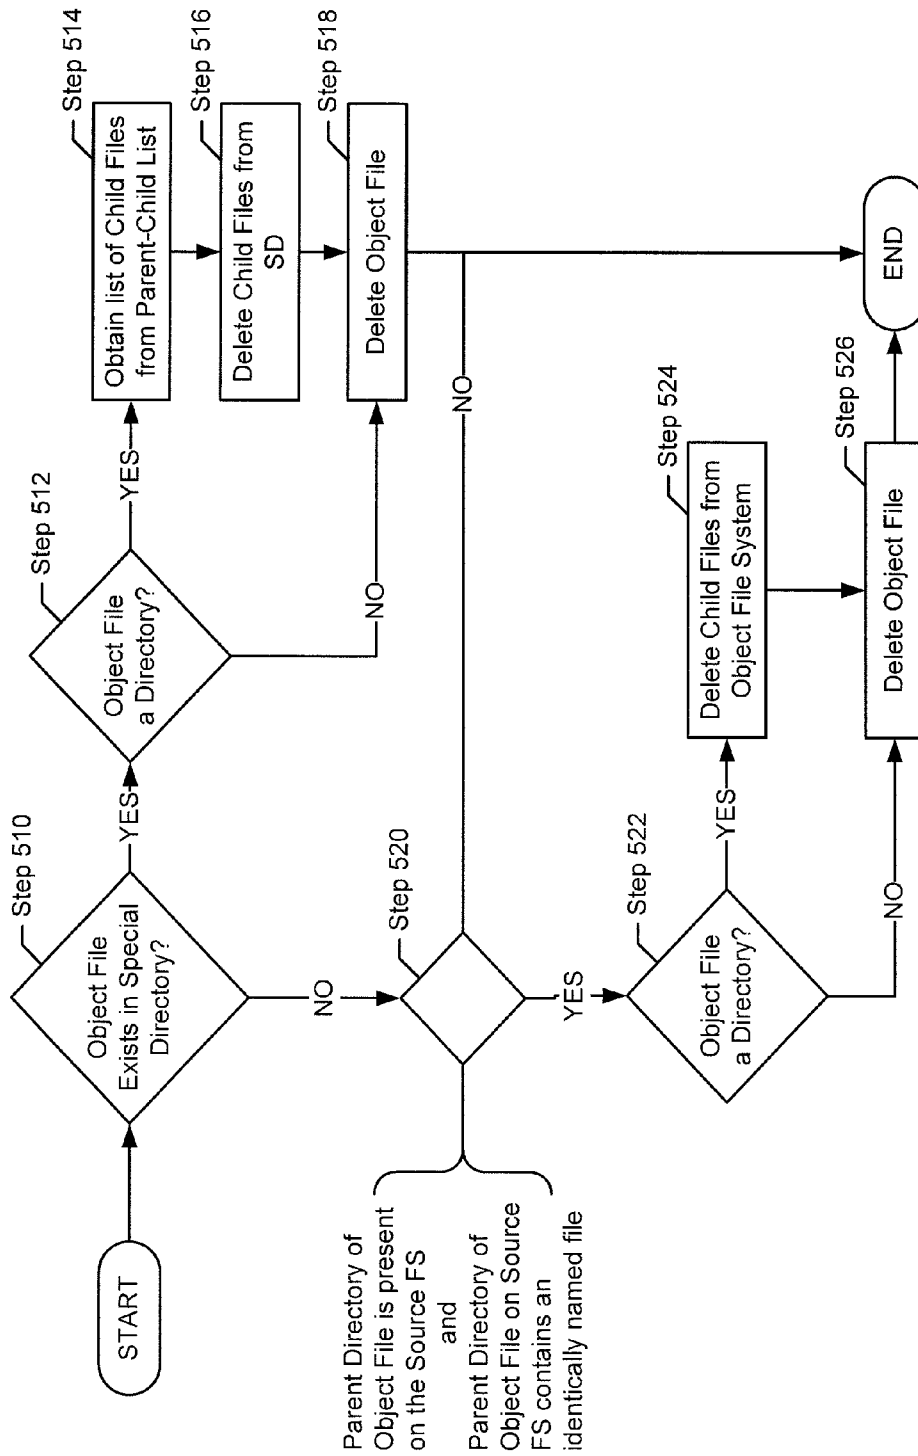 START
Object File
Exists in Special
Directory?
Step 510
YES
Object File
a Directory?
Step 512
YES
Obtain list of Child Files
from Parent-Child List
Step 514
Delete Child Files from
SD
Step 516
NO
Delete Object File
Step 518
NO
Parent Directory of
Object File is present
on the Source FS
and
Parent Directory of
Object File on Source
FS contains an
identically named file
Step 520
NO
YES
Object File
a Directory?
Step 522
YES
Delete Child Files from
Object File System
Step 524
NO
Delete Object File
Step 526
END